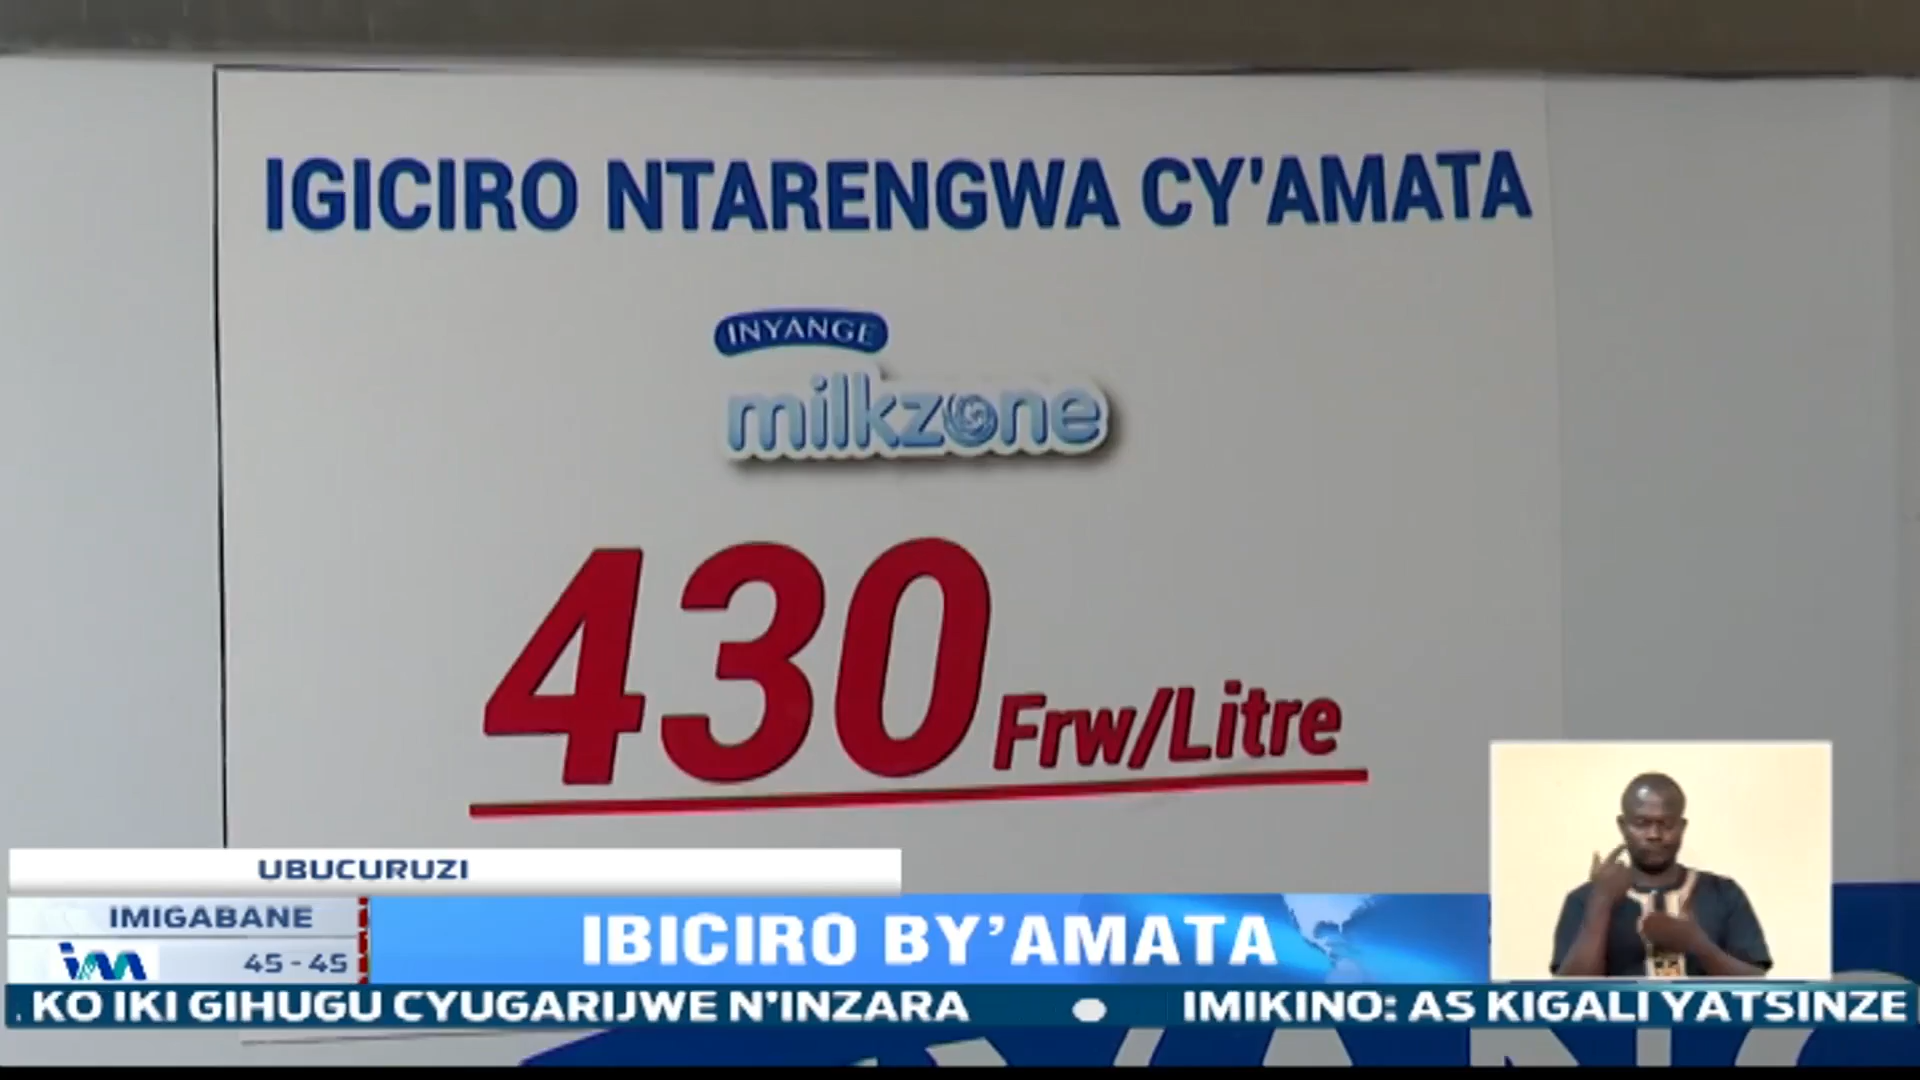 IGICIRO NTARENGWA CY'AMATA
INYANGE
milkzone
430 Frw/Litre
UBUCURUZI
IMIGABANE
im
45 - 45
IBICIRO BY'AMATA
. KO IKI GIHUGU CYUGARIJWE N'INZARA
IMIKINO: AS KIGALI YATSINZE